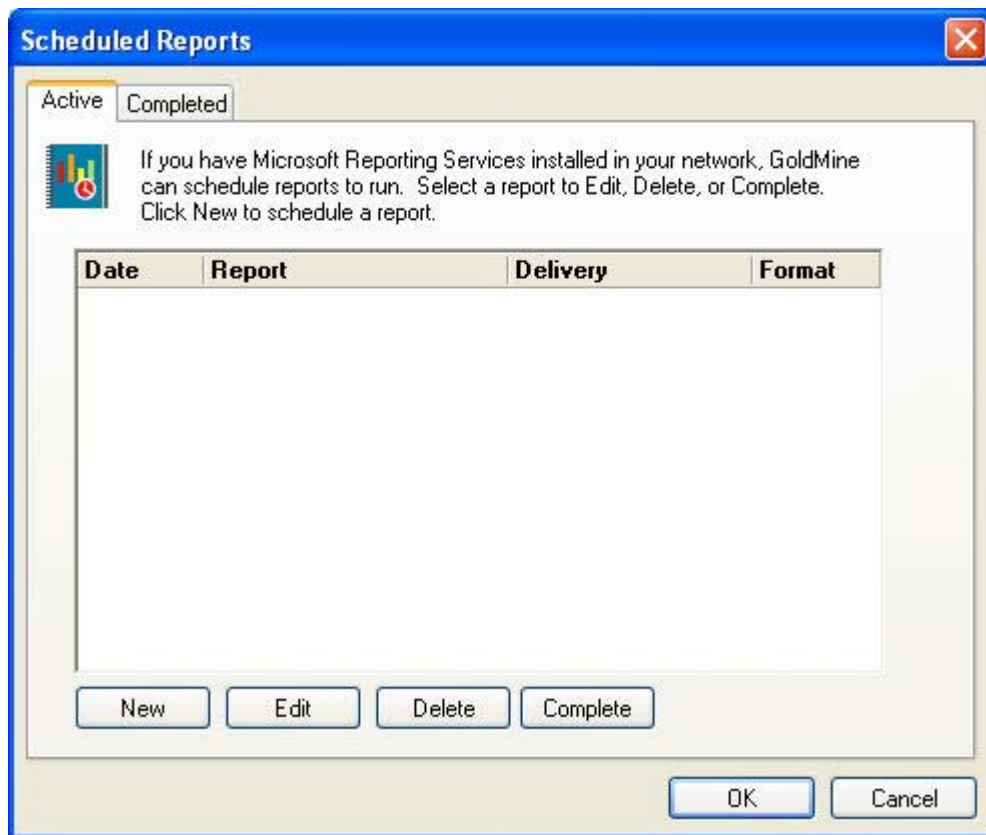 Scheduled Reports
Active Completed
If you have Microsoft Reporting Services installed in your network, GoldMine
can schedule reports to run. Select a report to Edit, Delete, or Complete.
Click New to schedule a report.
Date Report Delivery Format
New Edit Delete Complete
OK Cancel